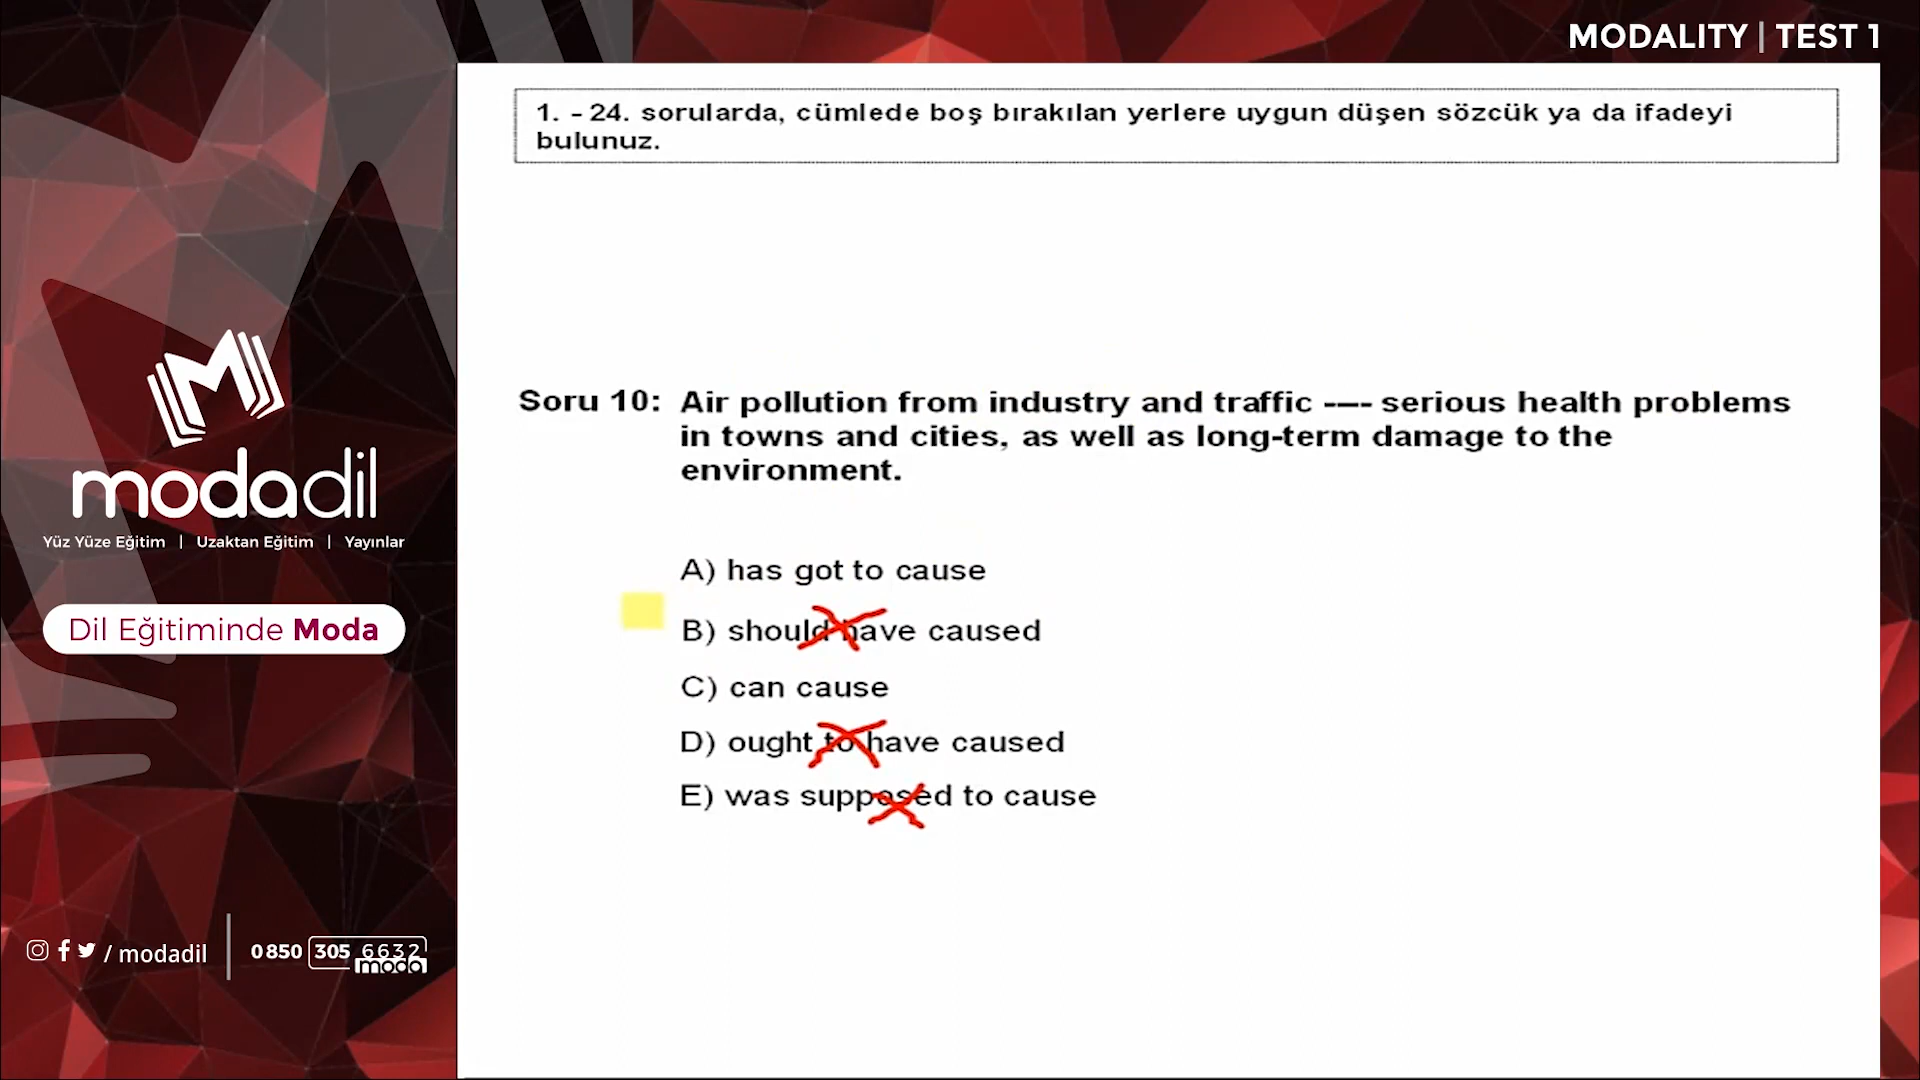 MODALITY | TEST 1
1. - 24. sorularda, cümlede boş bırakılan yerlere uygun düşen sözcük ya da ifadeyi
bulunuz.
Soru 10: Air pollution from industry and traffic ---- serious health problems
in towns and cities, as well as long-term damage to the
environment.
A) has got to cause
B) should have caused
C) can cause
D) ought to have caused
E) was supposed to cause
modadil
Yüz Yüze Eğitim | Uzaktan Eğitim | Yayınlar
Dil Eğitiminde Moda
/ modadil
0850 305 6632
moda